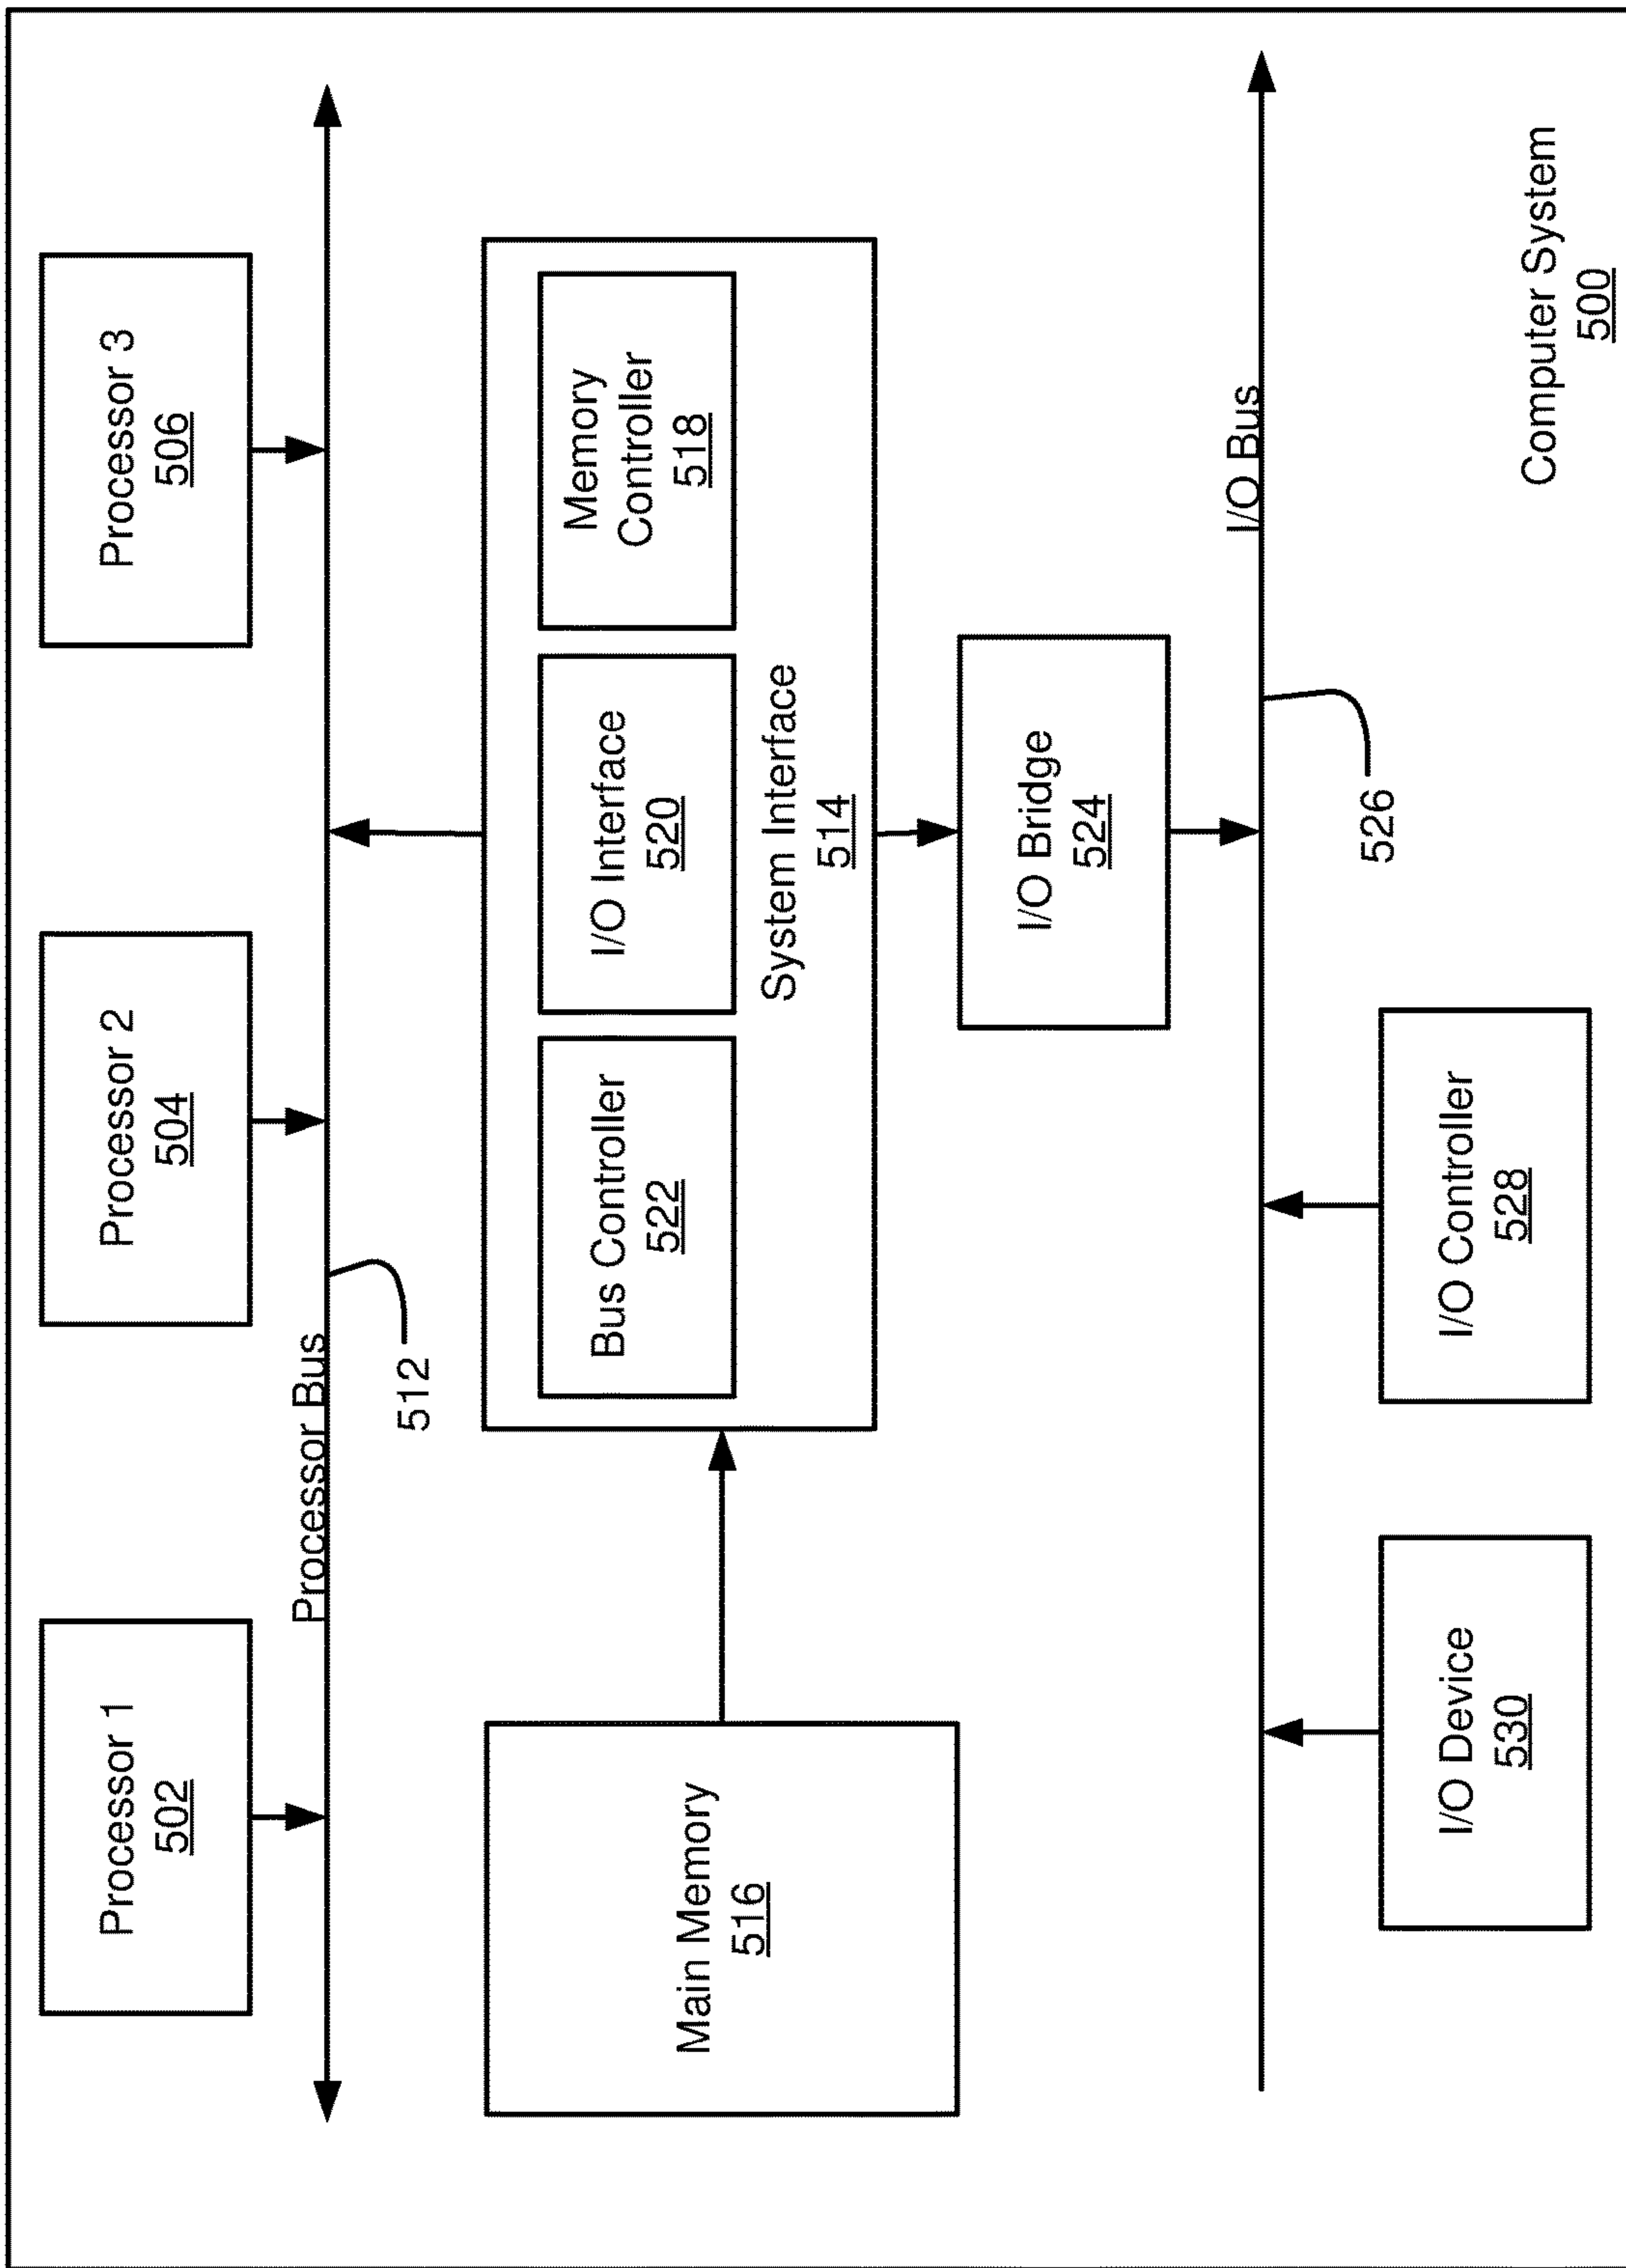 Processor 1
502
Processor 2
504
Processor 3
506
Processor Bus
512
Main Memory
516
Bus Controller
522
I/O Interface
520
Memory
Controller
518
System Interface
514
I/O Bridge
524
I/O Bus
526
I/O Device
530
I/O Controller
528
Computer System
500